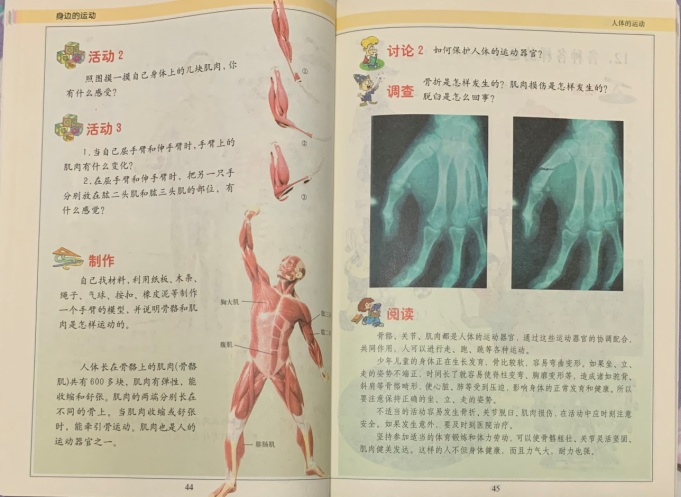 身边的运动
活动2
照图摸一摸自己身体上的几块肌肉，你
有什么感受？
①
②
③
活动3
1.当自己屈手臂和伸手臂时，手臂上的
肌肉有什么变化？
2.在屈手臂和伸手臂时，把另一只手
分别放在肱二头肌和肱三头肌的部位，有
什么感觉？
制作
自己找材料，利用纸板、木条、
绳子、气球、按扣、橡皮泥等制作
一个手臂的模型，并说明骨骼和肌
肉是怎样运动的。
胸大肌
腹肌
腓肠肌
人体长在骨骼上的肌肉(骨骼
肌)共有600多块。肌肉有弹性，能
收缩和舒张。肌肉的两端分别长在
不同的骨上。当肌肉收缩或舒张
时，能牵引骨运动。肌肉也是人的
运动器官之一。
44
人体的运动
讨论2 如何保护人体的运动器官？
调查 骨折是怎样发生的？肌肉损伤是怎样发生的？
脱臼是怎么回事？
阅读
骨骼、关节、肌肉都是人体的运动器官，通过这些运动器官的协调配合、
共同作用，人可以进行走、跑、跳等各种运动。
少年儿童的身体正在生长发育，骨比较软，容易弯曲变形。如果坐、立、
走的姿势不端正，时间长了就容易使脊柱变弯、胸廓变形等，造成诸如驼背、
斜肩等骨骼畸形，使心脏、肺等受到压迫，影响身体的正常发育和健康。所以
要注意保持正确的坐、立、走的姿势。
不适当的活动容易发生骨折、关节脱臼、肌肉损伤，在活动中应时刻注意
安全。如果发生意外，要及时到医院治疗。
坚持参加适当的体育锻炼和体力劳动，可以使骨骼粗壮、关节灵活坚固、
肌肉健美发达。这样的人不但身体健康，而且力气大，耐力也强。
45